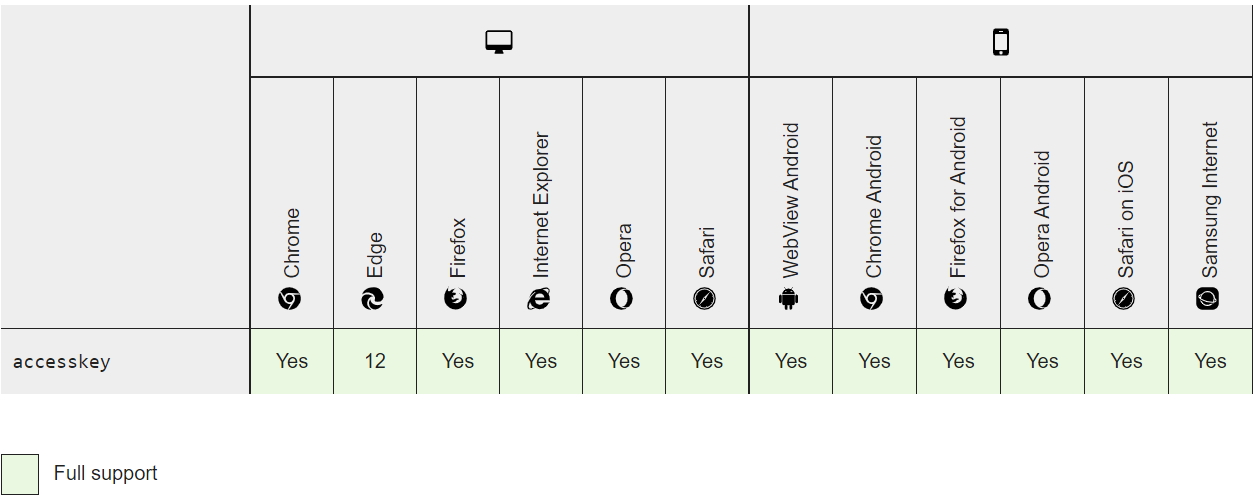 Chrome
Edge
Firefox
Internet Explorer
Opera
Safari
WebView Android
Chrome Android
Firefox for Android
Opera Android
Safari on iOS
Samsung Internet
accesskey Yes 12 Yes Yes Yes Yes Yes Yes Yes Yes Yes Yes
Full support